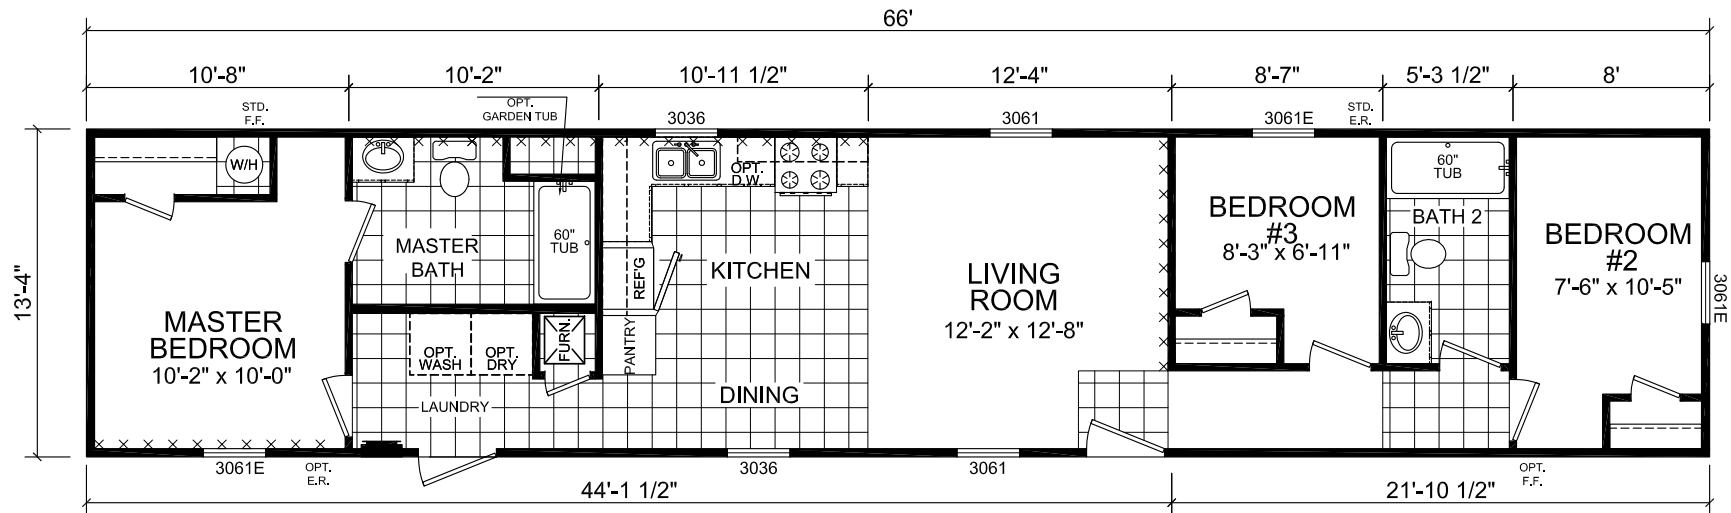 66'
10'-8"
10'-2"
10'-11 1/2"
12'-4"
8'-7"
5'-3 1/2"
8'
STD.
F.F.
OPT.
GARDEN TUB
3036
3061
3061E
STD.
E.R.
13'-4"
W/H
OPT.
D.W.
60"
TUB
MASTER
BATH
60"
TUB
REF'G
KITCHEN
LIVING
ROOM
12'-2" x 12'-8"
BEDROOM
#3
8'-3" x 6'-11"
BATH 2
BEDROOM
#2
7'-6" x 10'-5"
3061E
MASTER
BEDROOM
10'-2" x 10'-0"
OPT.
WASH
OPT.
DRY
FURN.
PANTRY
LAUNDRY
DINING
3061E
OPT.
E.R.
3036
3061
OPT.
F.F.
44'-1 1/2"
21'-10 1/2"